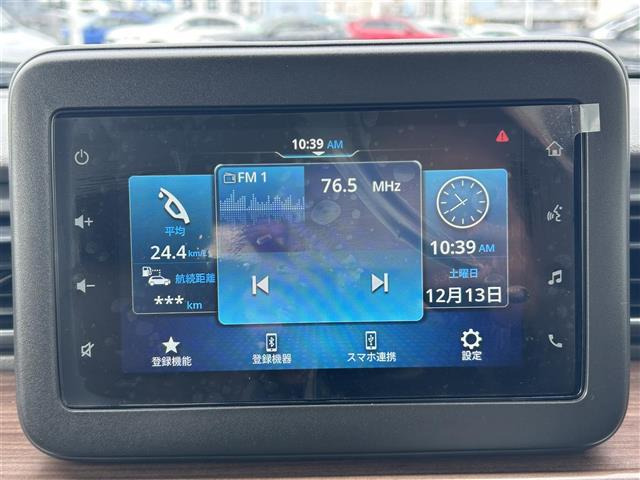 10:39 AM
FM 1
76.5 MHz
平均
24.4 km/L
航続距離
*** km
10:39 AM
土曜日
12月13日
登録機能
登録機器
スマホ連携
設定